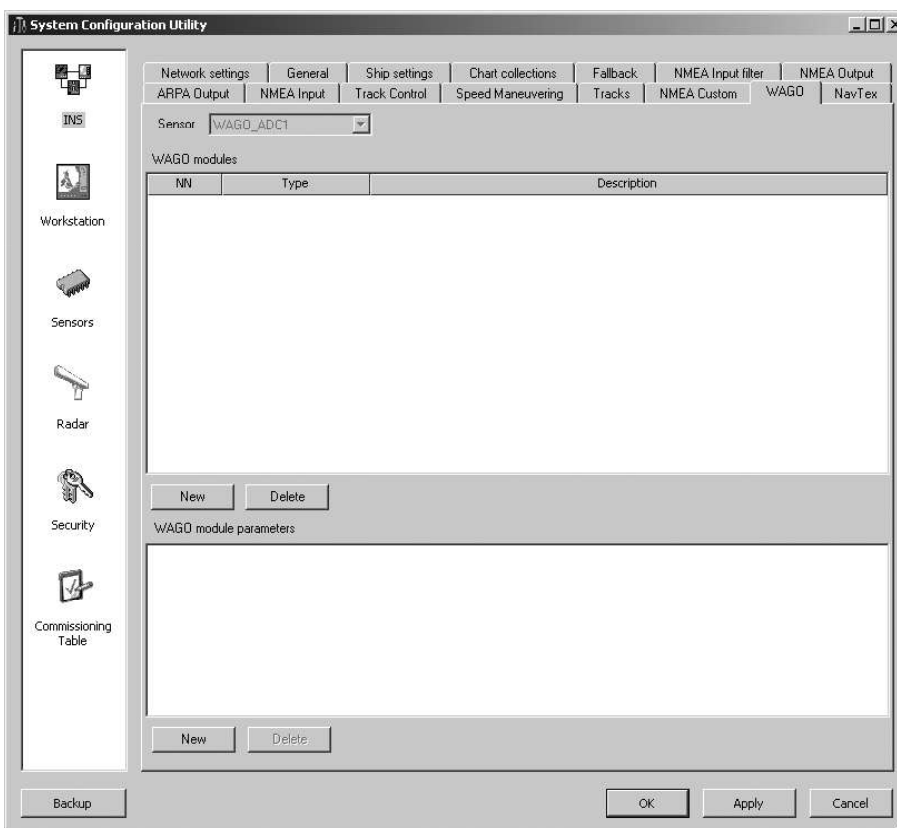 System Configuration Utility
INS
Workstation
Sensors
Radar
Security
Commissioning
Table
Network settings General Ship settings Chart collections Fallback NMEA Input filter NMEA Output
ARPA Output NMEA Input Track Control Speed Maneuvering Tracks NMEA Custom WAGO NavTex
Sensor WAGO_ADC1
WAGO modules
NN Type Description
New Delete
WAGO module parameters
New Delete
Backup OK Apply Cancel